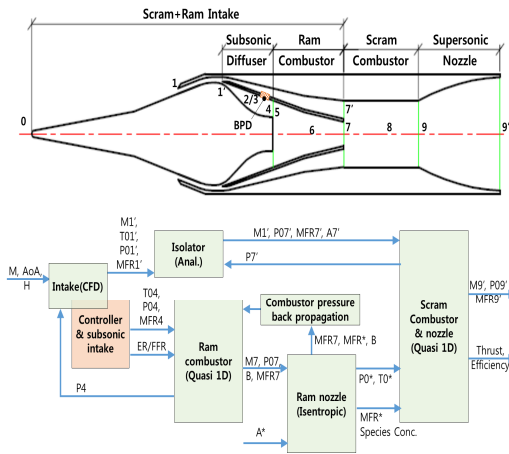 Scram+Ram Intake
Subsonic
Diffuser
Ram
Combustor
Scram
Combustor
Supersonic
Nozzle
1
1'
2/3
4
5
7'
0
BPD
6
7
8
9
9'
M1',
T01',
P01',
MFR1'
Isolator
(Anal.)
M1', P07', MFR7', A7'
P7'
M, AoA,
H
Intake(CFD)
Controller
& subsonic
intake
T04,
P04,
MFR4
ER/FFR
P4
Ram
combustor
(Quasi 1D)
Combustor pressure
back propagation
MFR7, MFR*, B
M7, P07,
B, MFR7
Ram nozzle
(Isentropic)
A*
P0*, T0*
MFR*
Species Conc.
Scram
Combustor
& nozzle
(Quasi 1D)
M9', P09'
MFR9'
Thrust,
Efficiency